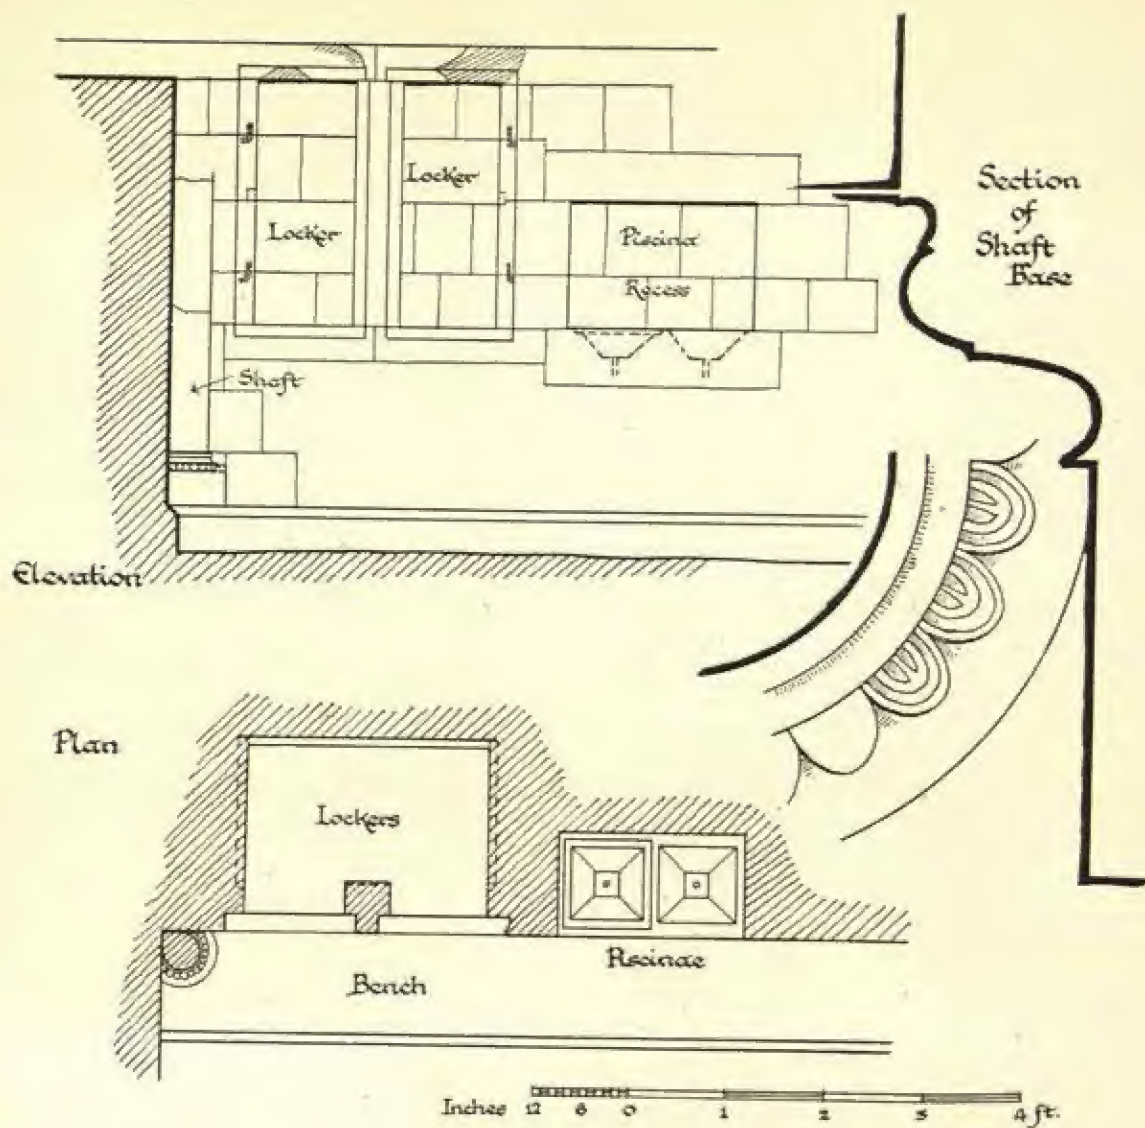 Locker
Locker
Piscina
Recess
Shaft
Section
of
Shaft
Base
Elevation
Plan
Lockers
Piscinae
Bench
Inches 12 6 0 1 2 3 4 ft.